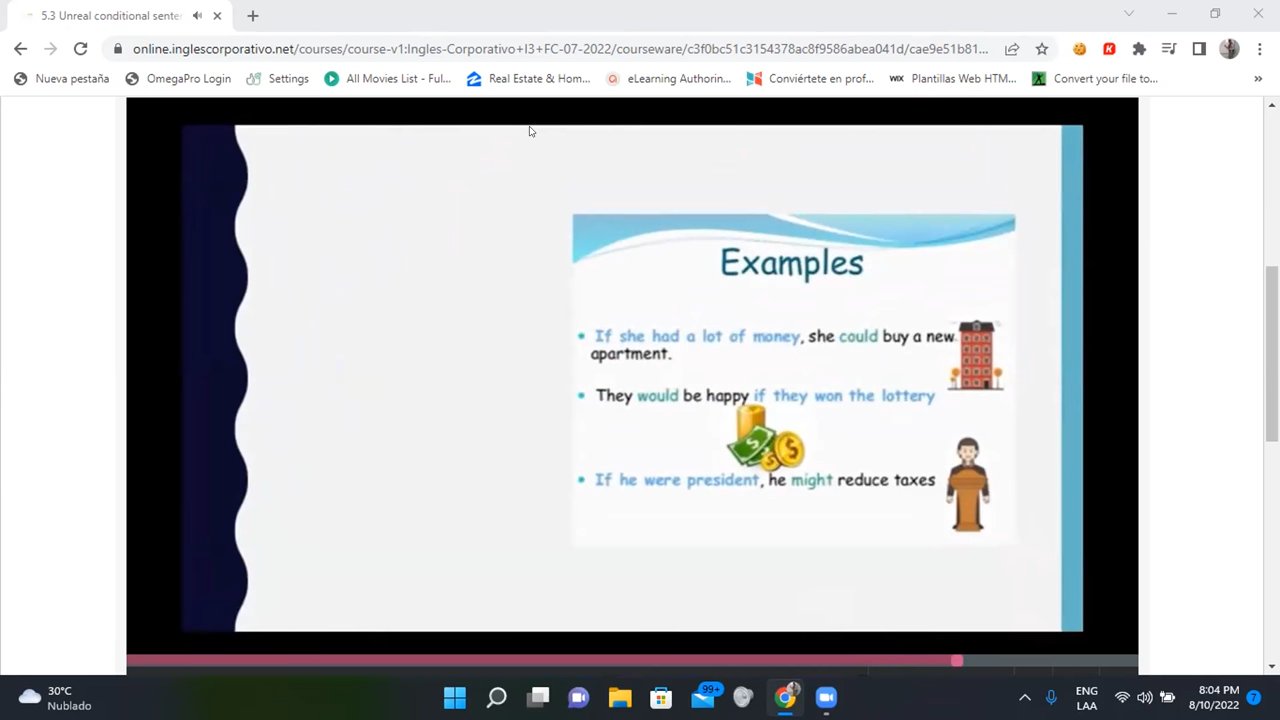 5.3 Unreal conditional sente
online.inglescorporativo.net/courses/course-v1:Ingles-Corporativo+I3+FC-07-2022/courseware/c3f0bc51c3154378ac8f9586abea041d/cae9e51b81...
Nueva pestaña OmegaPro Login Settings All Movies List - Ful... Real Estate & Hom... eLearning Authorin... Conviértete en prof... WIX Plantillas Web HTM... Convert your file to... »
Examples
• If she had a lot of money, she could buy a new
apartment.
• They would be happy if they won the lottery
• If he were president, he might reduce taxes
30°C
Nublado
99+
ENG
LAA
8:04 PM
8/10/2022
7